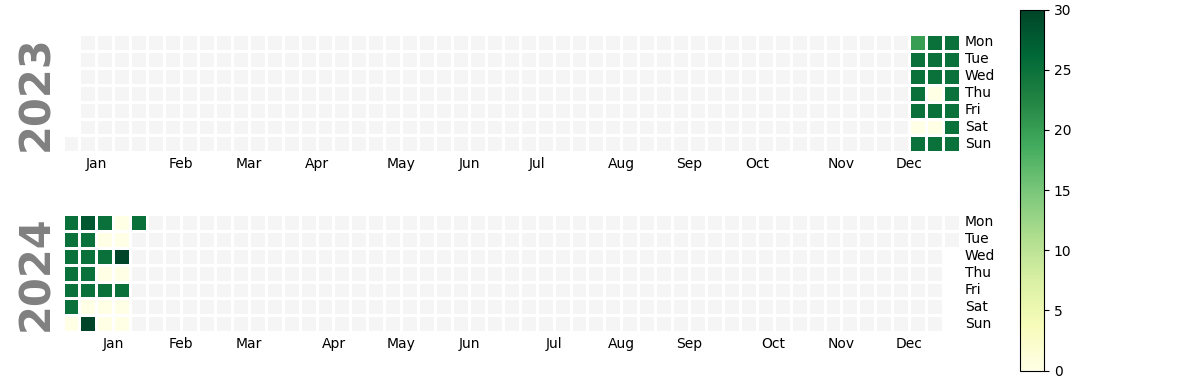 2023
Mon
Tue
Wed
Thu
Fri
Sat
Sun
Jan Feb Mar Apr May Jun Jul Aug Sep Oct Nov Dec
2024
Mon
Tue
Wed
Thu
Fri
Sat
Sun
Jan Feb Mar Apr May Jun Jul Aug Sep Oct Nov Dec
30
25
20
15
10
5
0